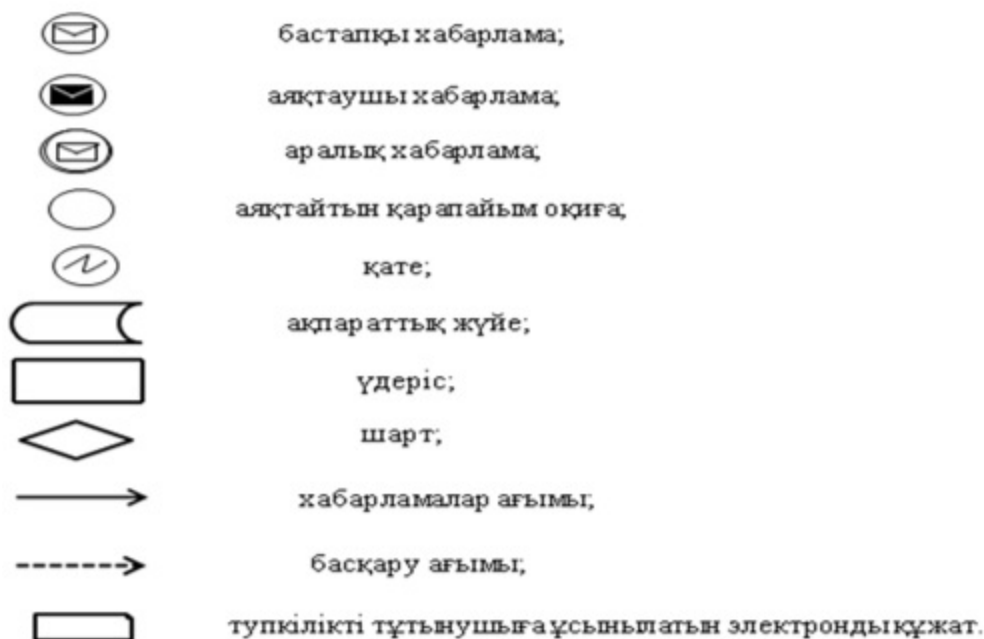 бастапқы хабарлама;
аяқтаушы хабарлама;
аралық хабарлама;
аяқтайтын қарапайым оқиға;
қате;
ақпараттық жүйе;
үдеріс;
шарт;
хабарламалар ағымы;
басқару ағымы;
тупкілікті тұтынушыға ұсынылатын электрондық құжат.